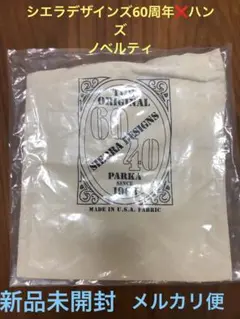 シエラデザインズ60周年❌ハン
ズ
ノベルティ
THE ORIGINAL
60
40
SIERRA DESIGNS
PARKA
SINCE
MADE IN U.S.A. FABRIC
新品未開封 メルカリ便